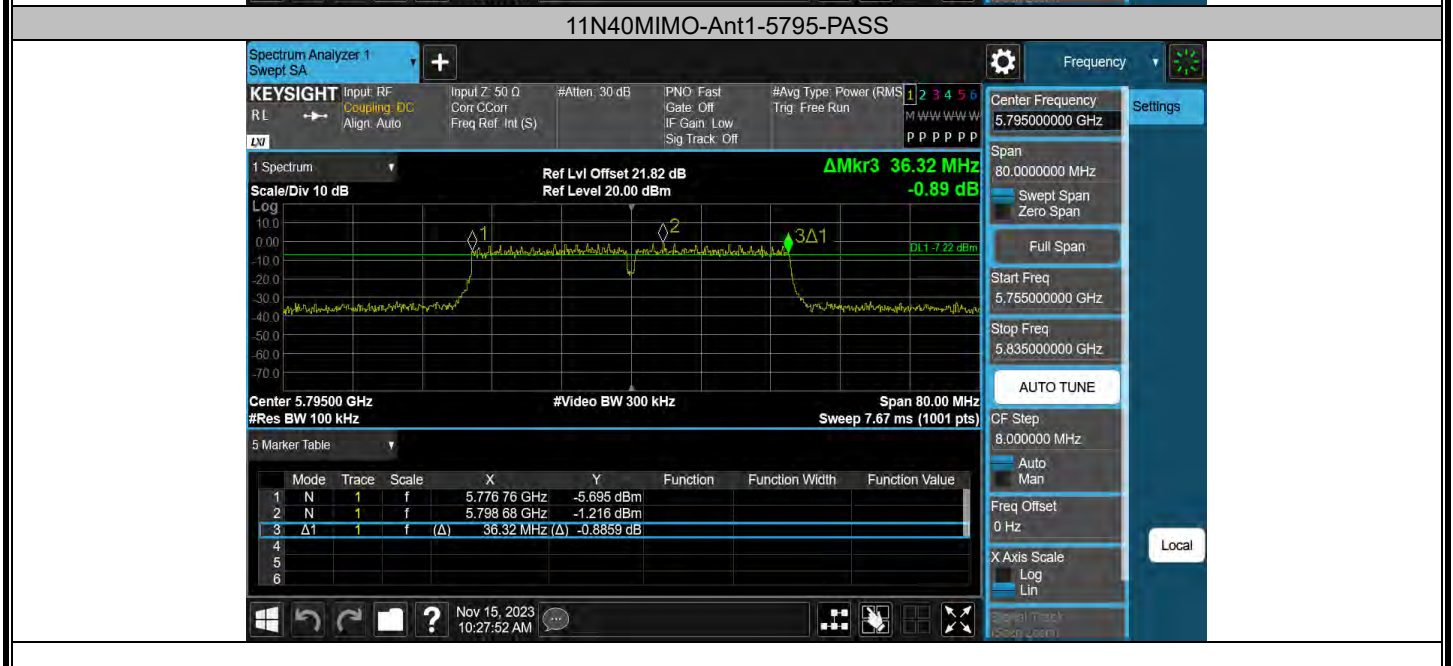 11N40MIMO-Ant1-5795-PASS
Spectrum Analyzer 1
Swept SA
Frequency
KEYSIGHT
RL
LXI
Input: RF
Coupling: DC
Align: Auto
Input Z: 50 Ω
Corr CCorr
Freq Ref: Int (S)
#Atten: 30 dB
PNO: Fast
Gate: Off
IF Gain: Low
Sig Track: Off
#Avg Type: Power (RMS
Trig: Free Run
1 2 3 4 5 6
M W W W W W
P P P P P P
1 Spectrum
Scale/Div 10 dB
Ref Lvl Offset 21.82 dB
Ref Level 20.00 dBm
ΔMkr3 36.32 MHz
-0.89 dB
Log
10.0
0.00
-10.0
-20.0
-30.0
-40.0
-50.0
-60.0
-70.0
1
2
3Δ1
DL1 -7.22 dBm
Center 5.79500 GHz
#Res BW 100 kHz
#Video BW 300 kHz
Span 80.00 MHz
Sweep 7.67 ms (1001 pts)
5 Marker Table
Mode Trace Scale X Y Function Function Width Function Value
1 N 1 f 5.776 76 GHz -5.695 dBm
2 N 1 f 5.798 68 GHz -1.216 dBm
3 Δ1 1 f (Δ) 36.32 MHz (Δ) -0.8859 dB
4
5
6
Nov 15, 2023
10:27:52 AM
?
Center Frequency
5.795000000 GHz
Settings
Span
80.0000000 MHz
Swept Span
Zero Span
Full Span
Start Freq
5.755000000 GHz
Stop Freq
5.835000000 GHz
AUTO TUNE
CF Step
8.000000 MHz
Auto
Man
Freq Offset
0 Hz
X Axis Scale
Log
Lin
Local
Signal Track